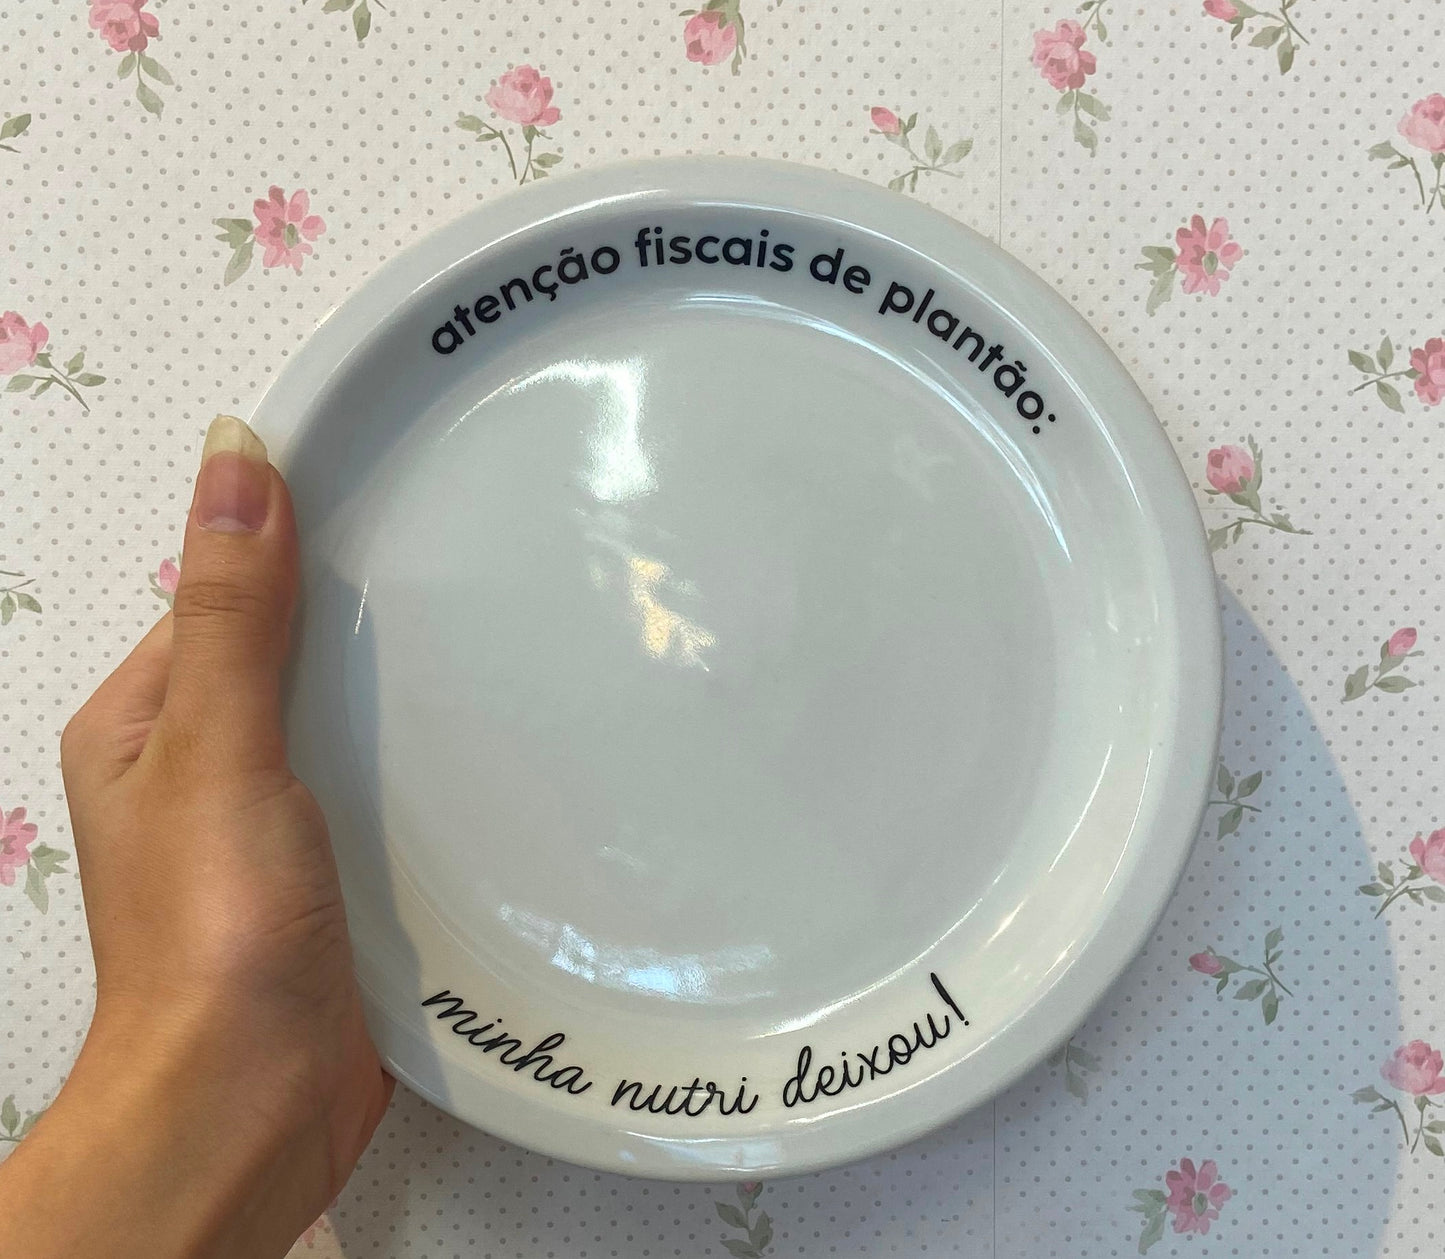 atenção fiscais de plantão:
minha nutri deixou!